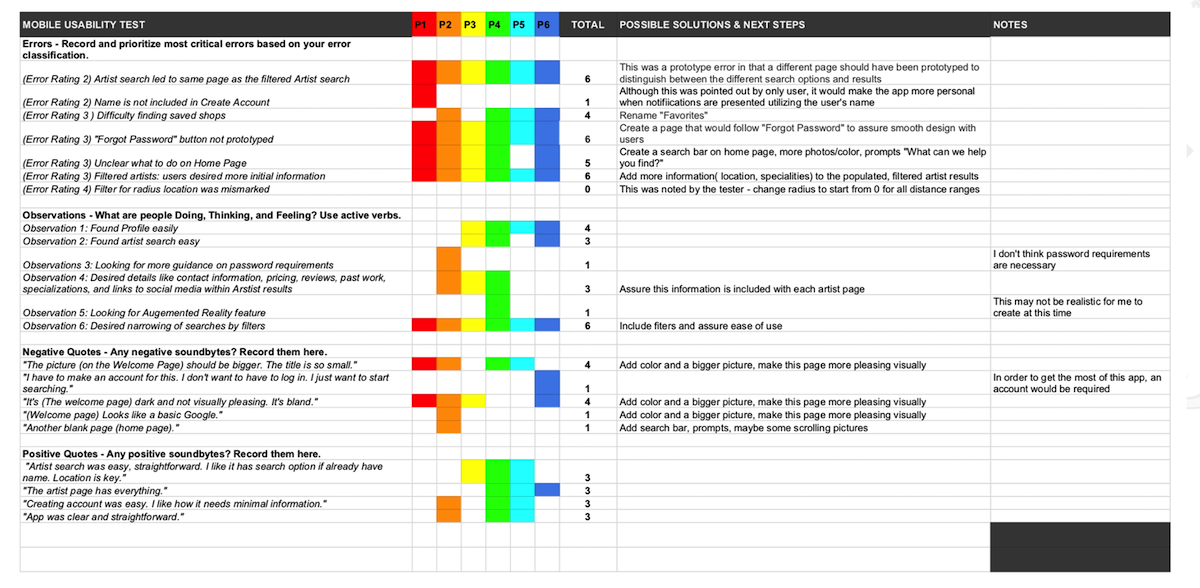 MOBILE USABILITY TEST P1 P2 P3 P4 P5 P6 TOTAL POSSIBLE SOLUTIONS & NEXT STEPS NOTES
Errors - Record and prioritize most critical errors based on your error
classification.
(Error Rating 2) Artist search led to same page as the filtered Artist search 6
This was a prototype error in that a different page should have been prototyped to
distinguish between the different search options and results
(Error Rating 2) Name is not included in Create Account 1
Although this was pointed out by only user, it would make the app more personal
when notifiications are presented utilizing the user's name
(Error Rating 3 ) Difficulty finding saved shops 4 Rename "Favorites"
(Error Rating 3) "Forgot Password" button not prototyped 6
Create a page that would follow "Forgot Password" to assure smooth design with
users
(Error Rating 3) Unclear what to do on Home Page 5
Create a search bar on home page, more photos/color, prompts "What can we help
you find?"
(Error Rating 3) Filtered artists: users desired more initial information 6 Add more information( location, specialities) to the populated, filtered artist results
(Error Rating 4) Filter for radius location was mismarked 0 This was noted by the tester - change radius to start from 0 for all distance ranges
Observations - What are people Doing, Thinking, and Feeling? Use active verbs.
Observation 1: Found Profile easily 4
Observation 2: Found artist search easy 3
Observations 3: Looking for more guidance on password requirements 1
I don't think password requirements
are necessary
Observation 4: Desired details like contact information, pricing, reviews, past work,
specializations, and links to social media within Arstist results 3 Assure this information is included with each artist page
Observation 5: Looking for Augemented Reality feature 1
This may not be realistic for me to
create at this time
Observation 6: Desired narrowing of searches by filters 6 Include fiters and assure ease of use
Negative Quotes - Any negative soundbytes? Record them here.
"The picture (on the Welcome Page) should be bigger. The title is so small." 4 Add color and a bigger picture, make this page more pleasing visually
"I have to make an account for this. I don't want to have to log in. I just want to start
searching." 1
In order to get the most of this app, an
account would be required
"It's (The welcome page) dark and not visually pleasing. It's bland." 4 Add color and a bigger picture, make this page more pleasing visually
"(Welcome page) Looks like a basic Google." 1 Add color and a bigger picture, make this page more pleasing visually
"Another blank page (home page)." 1 Add search bar, prompts, maybe some scrolling pictures
Positive Quotes - Any positive soundbytes? Record them here.
"Artist search was easy, straightforward. I like it has search option if already have
name. Location is key." 3
"The artist page has everything." 3
"Creating account was easy. I like how it needs minimal information." 3
"App was clear and straightforward." 3